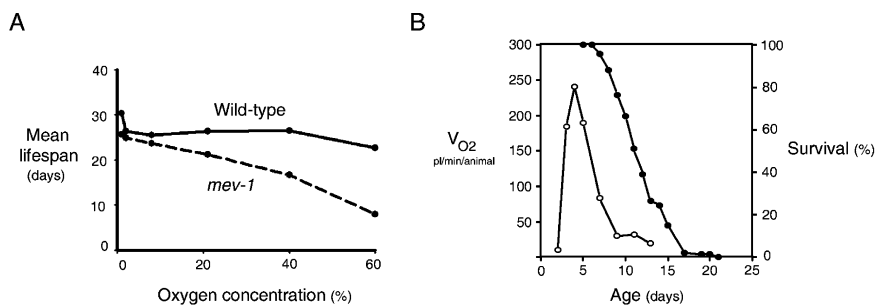 A
40
30
20
10
0
Mean
lifespan
(days)
Wild-type
mev-1
0
20
40
60
Oxygen concentration (%)
B
300
250
200
150
100
50
VO2
pl/min/animal
100
80
60
40
20
0
Survival (%)
0
5
10
15
20
25
Age (days)